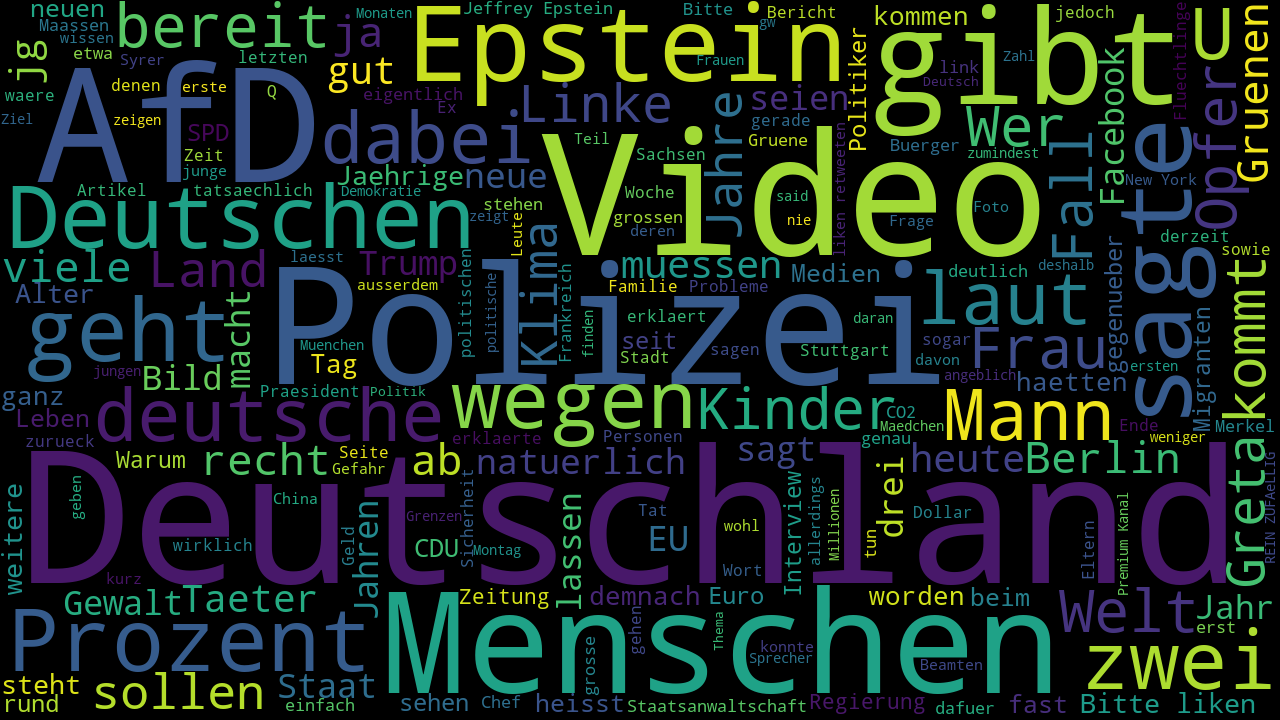 neuen
bereit
ja
Monaten
Epstein
Jeffrey Epstein
Bitte
gw
Bericht
kommen
gibt
jedoch
U
Maassen
wissen
etwa
Syrer
letzten
gut
Frauen
Politiker
link
Zahl
Deutsch
Facebook
Fluechtlinge
Gruenen
jg
AfD
denen
erste
Q
eigentlich
Ex
Linke
seien
waere
Ziel
zeigen
SPD
dabei
Teil
Video
Jahre
gerade
Gruene
liken retweeten
Buerger
Wer
zumindest
Fall
Opfer
Zeit
junge
Sachsen
Jaehrige
neue
Artikel
tatsaechlich
Demokratie
Woche
said
New York
sagte
Deutschen
zeigt
stehen
Leute
grossen
deren
nie
Frage
Foto
derzeit
sowie
viele
Land
laesst
Trump
politischen
Klima
muessen
Medien
deutlich
deshalb
gegenueber
Alter
ausserdem
Familie
Probleme
laut
kommt
geht
macht
Polizei
politische
Frankreich
finden
erklaert
daran
Migranten
Muenchen
Tag
seit
Stadt
sagen
Stuttgart
sogar
davon
Frau
ersten
jungen
Bild
ganz
Praesident
Politik
angeblich
haetten
Leben
deutsche
wegen
Kinder
CO2
Maedchen
Mann
Ende
Merkel
zurueck
erklaerte
Personen
genau
weniger
Warum
recht
Seite
Gefahr
ab
natuerlich
sagt
heute
Berlin
Greta
REIN ZUFAeLLIG
weitere
geben
Deutschland
China
Jahren
Grenzen
Sicherheit
lassen
Tat
Interview
allerdings
Millionen
drei
Dollar
Premium Kanal
Eltern
wirklich
Geld
CDU
Montag
EU
wohl
tun
kurz
Wort
Gewalt
Taeter
Menschen
Zeitung
demnach
Euro
worden
beim
Welt
Jahr
erst
Prozent
grosse
gehen
Thema
konnte
Sprecher
Beamten
zwei
steht
rund
sollen
Staat
einfach
sehen
Chef
heisst
Staatsanwaltschaft
Regierung
dafuer
fast
Bitte liken